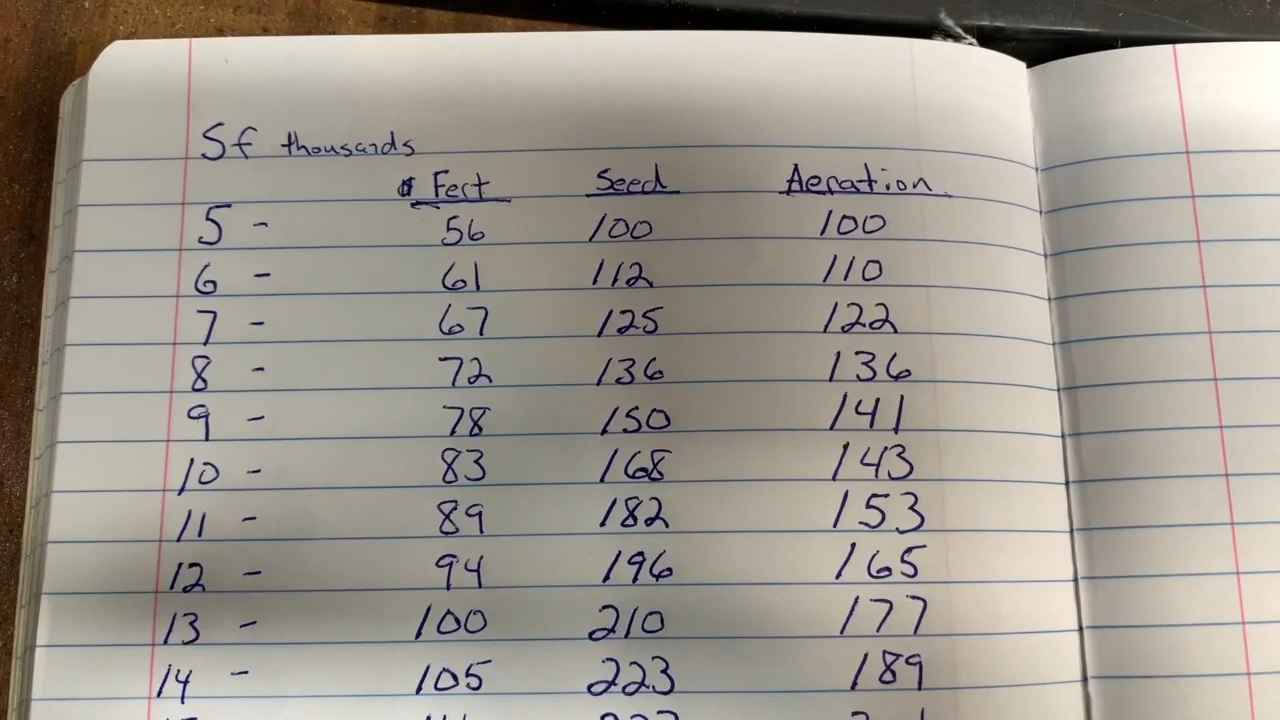 Sf thousands
Fert Seed Aeration
5 - 56 100 100
6 - 61 112 110
7 - 67 125 122
8 - 72 136 136
9 - 78 150 141
10 - 83 168 143
11 - 89 182 153
12 - 94 196 165
13 - 100 210 177
14 - 105 223 189